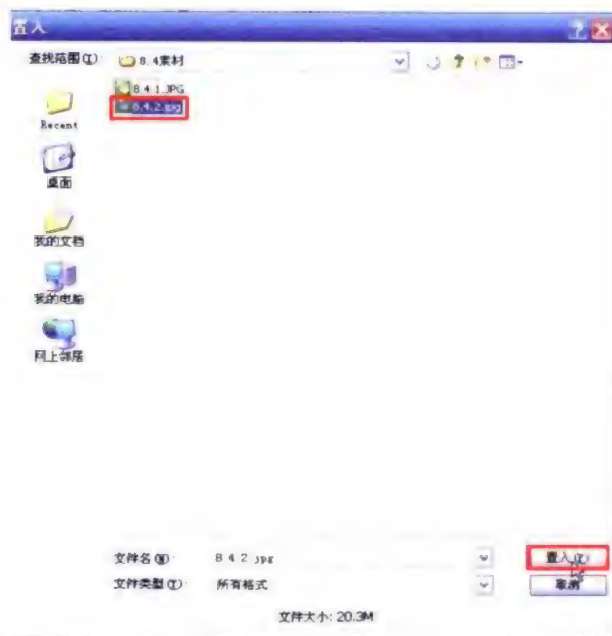 置入
查找范围(I): 8.4素材
8.4.1.JPG
8.4.2.jpg
Recent
桌面
我的文档
我的电脑
网上邻居
文件名(N): 8.4.2.jpg 置入(P)
文件类型(T): 所有格式 取消
文件大小: 20.3M